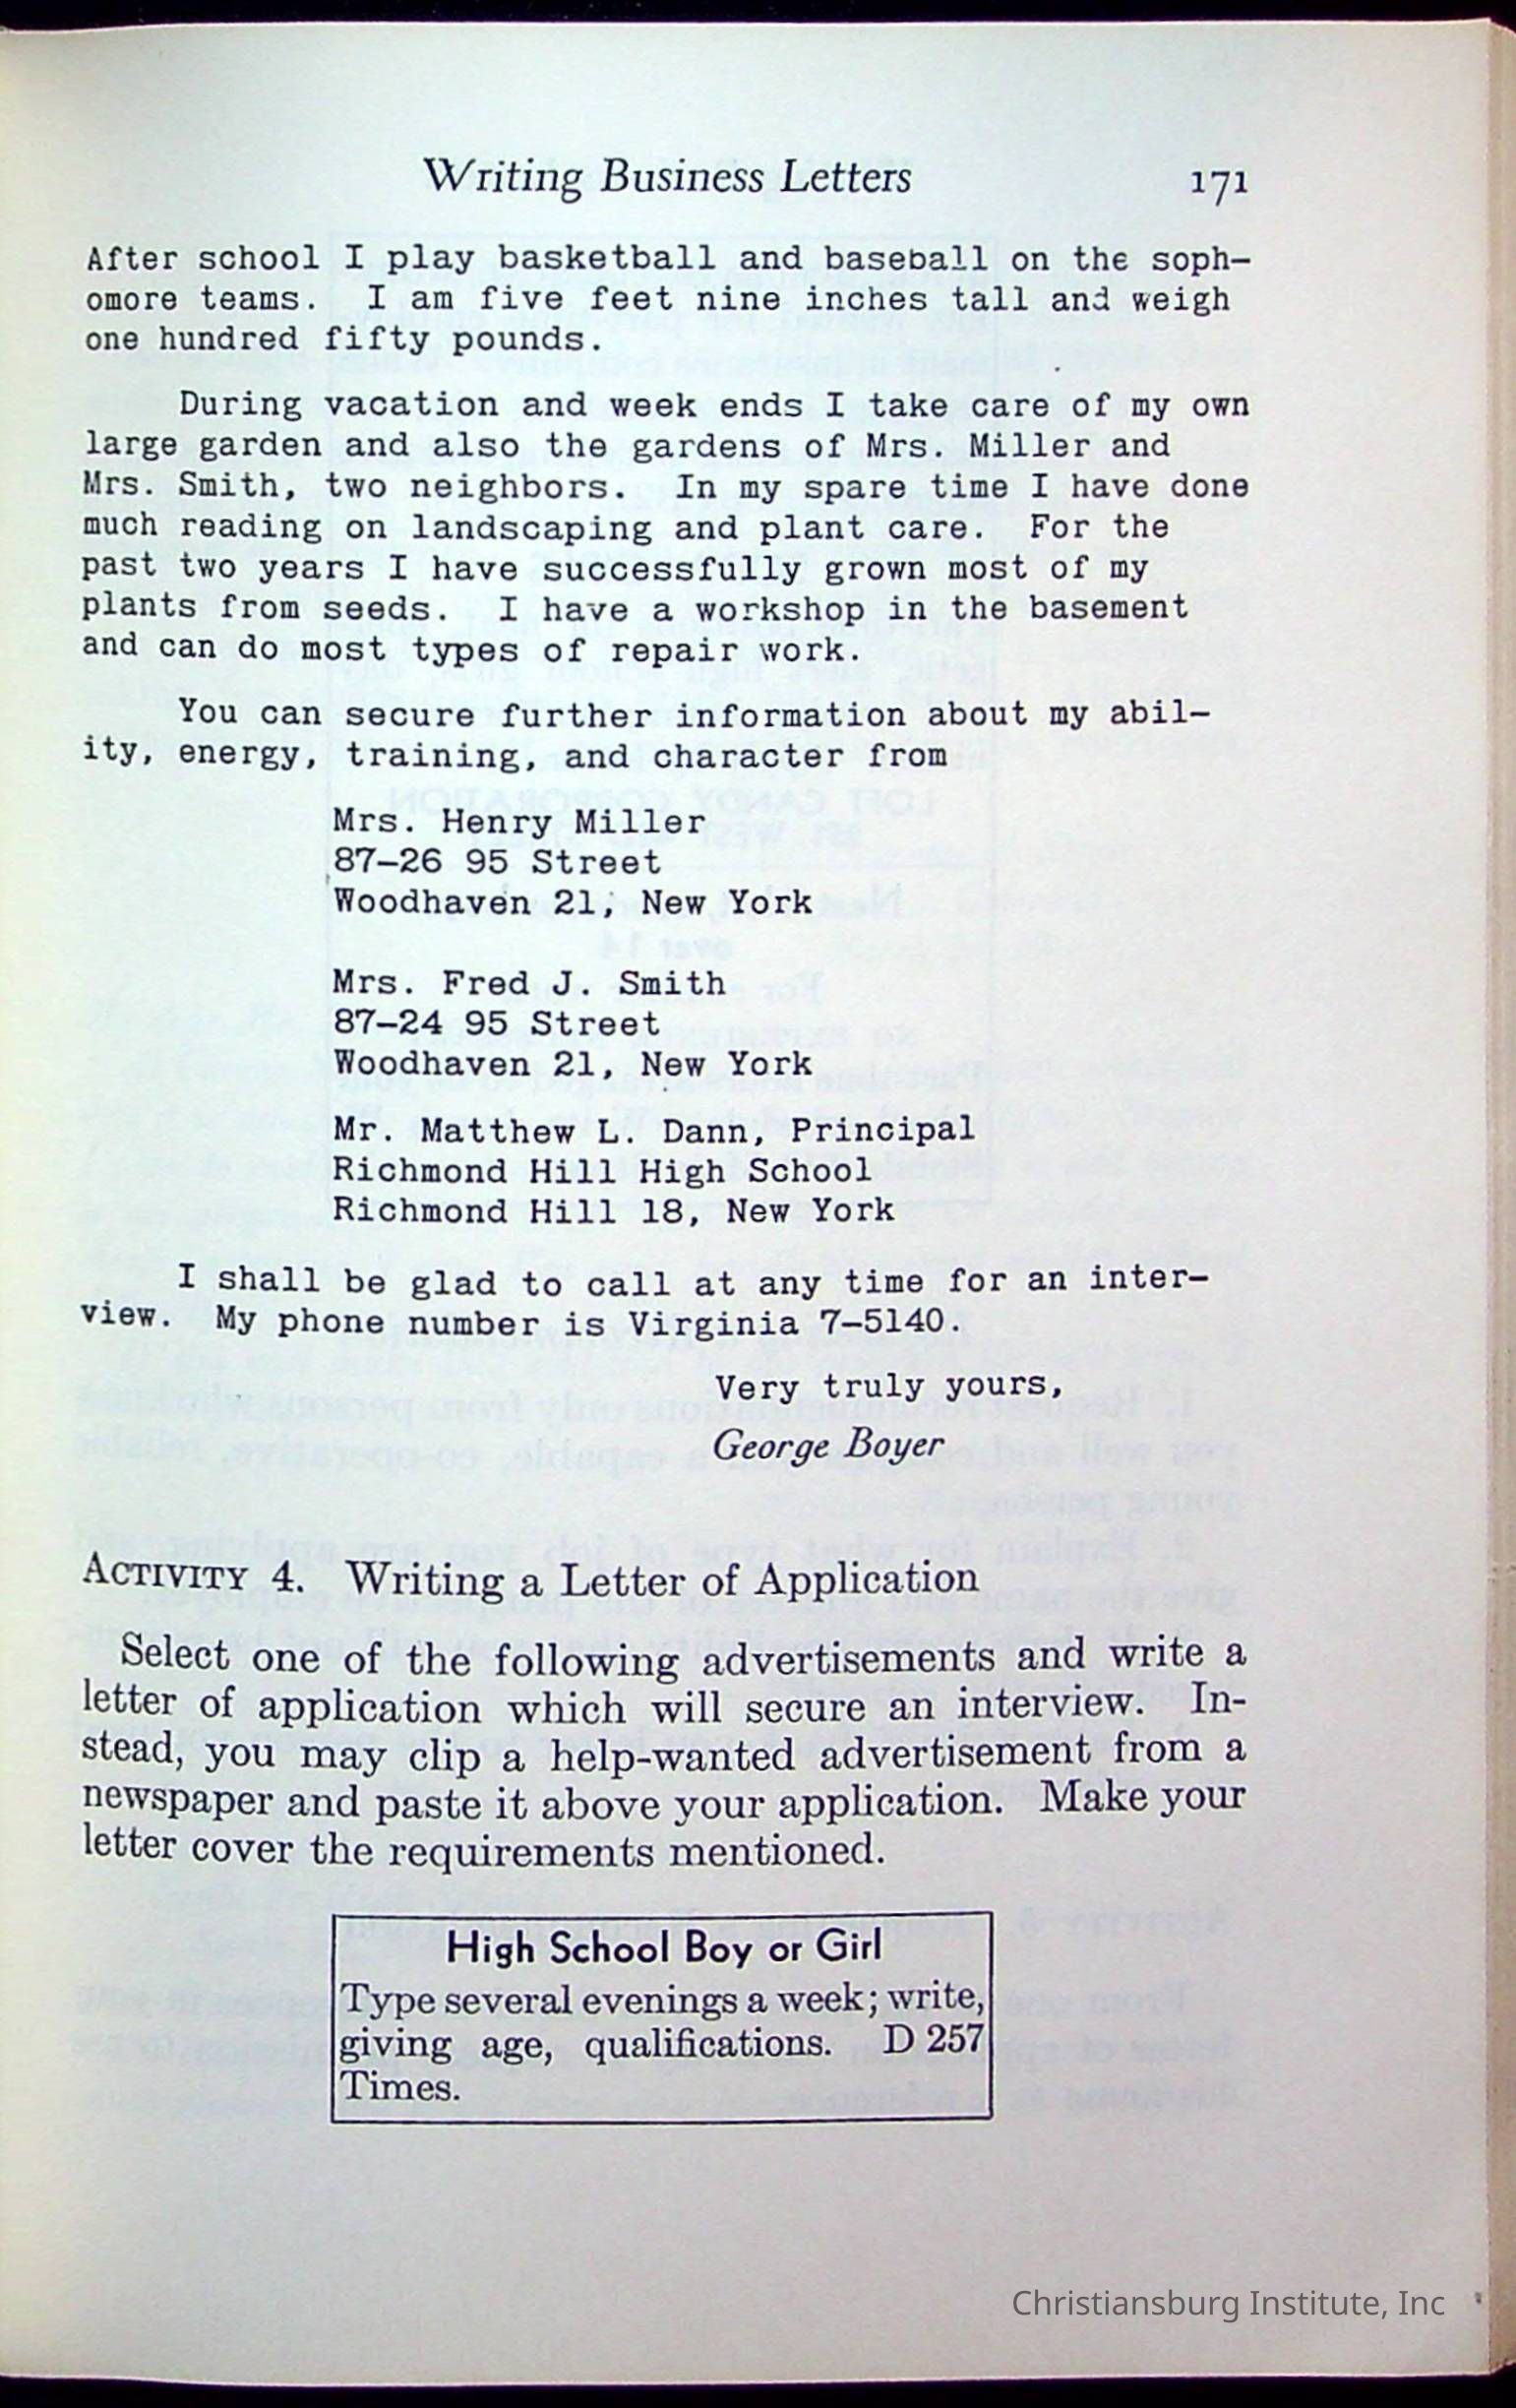 Writing Business Letters 171
After school I play basketball and baseball on the soph-
omore teams. I am five feet nine inches tall and weigh
one hundred fifty pounds.
During vacation and week ends I take care of my own
large garden and also the gardens of Mrs. Miller and
Mrs. Smith, two neighbors. In my spare time I have done
much reading on landscaping and plant care. For the
past two years I have successfully grown most of my
plants from seeds. I have a workshop in the basement
and can do most types of repair work.
You can secure further information about my abil-
ity, energy, training, and character from
Mrs. Henry Miller
87-26 95 Street
Woodhaven 21, New York
Mrs. Fred J. Smith
87-24 95 Street
Woodhaven 21, New York
Mr. Matthew L. Dann, Principal
Richmond Hill High School
Richmond Hill 18, New York
I shall be glad to call at any time for an inter-
view. My phone number is Virginia 7-5140.
Very truly yours,
George Boyer
ACTIVITY 4. Writing a Letter of Application
Select one of the following advertisements and write a
letter of application which will secure an interview. In-
stead, you may clip a help-wanted advertisement from a
newspaper and paste it above your application. Make your
letter cover the requirements mentioned.
High School Boy or Girl
Type several evenings a week; write,
giving age, qualifications. D 257
Times.
Christiansburg Institute, Inc